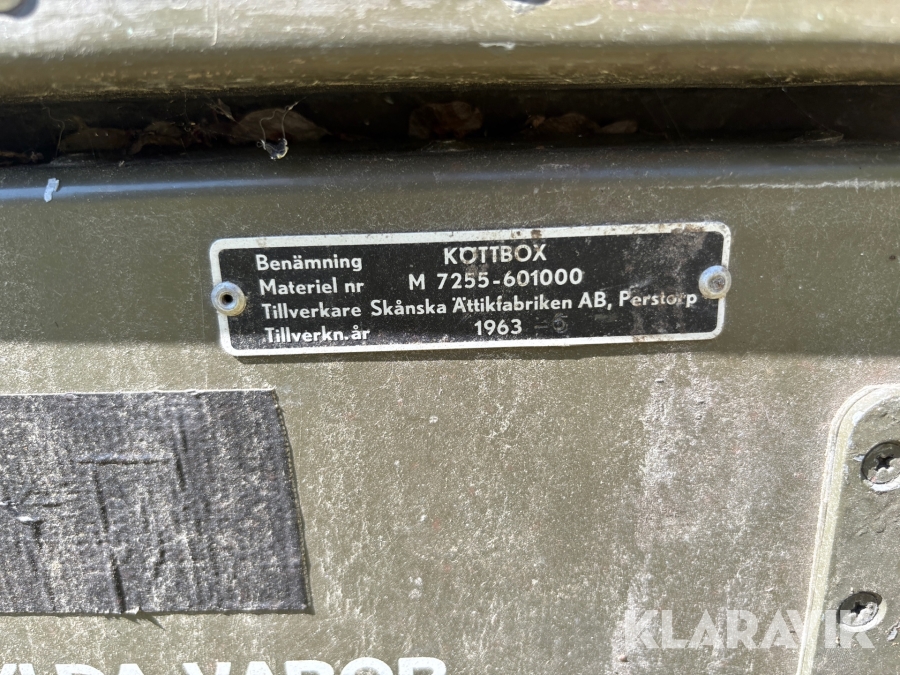 Benämning KÖTTBOX
Materiel nr M 7255-601000
Tillverkare Skånska Ättikfabriken AB, Perstorp
Tillverkn.år 1963
KLARAVIK